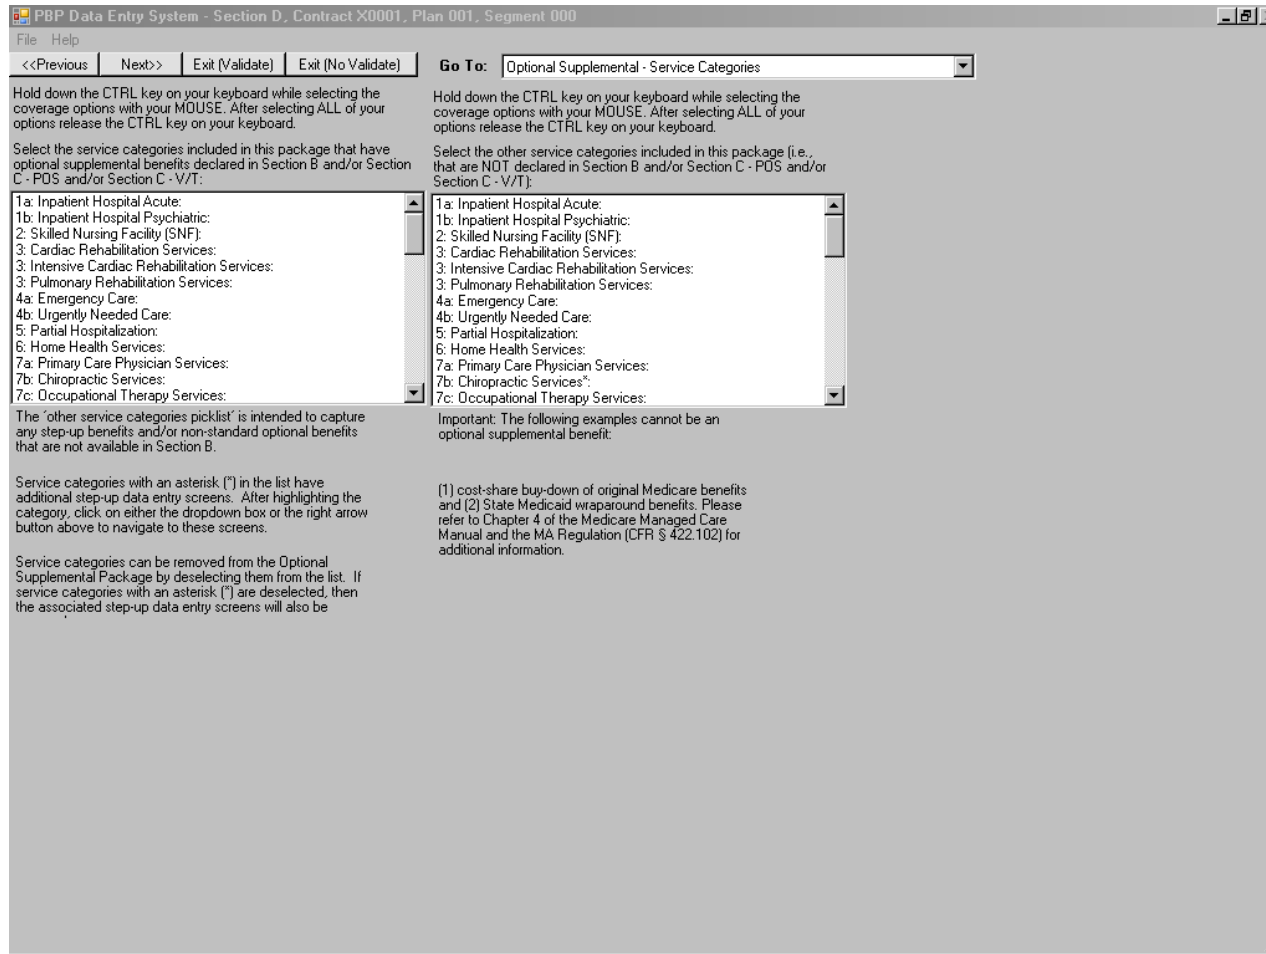 PBP Data Entry System - Section D, Contract X0001, Plan 001, Segment 000
File Help
<<Previous Next>> Exit (Validate) Exit (No Validate) Go To: Optional Supplemental - Service Categories
Hold down the CTRL key on your keyboard while selecting the
coverage options with your MOUSE. After selecting ALL of your
options release the CTRL key on your keyboard.
Select the service categories included in this package that have
optional supplemental benefits declared in Section B and/or Section
C - POS and/or Section C - V/T:
1a: Inpatient Hospital Acute:
1b: Inpatient Hospital Psychiatric:
2: Skilled Nursing Facility (SNF):
3: Cardiac Rehabilitation Services:
3: Intensive Cardiac Rehabilitation Services:
3: Pulmonary Rehabilitation Services:
4a: Emergency Care:
4b: Urgently Needed Care:
5: Partial Hospitalization:
6: Home Health Services:
7a: Primary Care Physician Services:
7b: Chiropractic Services:
7c: Occupational Therapy Services:
The 'other service categories picklist' is intended to capture
any step-up benefits and/or non-standard optional benefits
that are not available in Section B.
Service categories with an asterisk (*) in the list have
additional step-up data entry screens. After highlighting the
category, click on either the dropdown box or the right arrow
button above to navigate to these screens.
Service categories can be removed from the Optional
Supplemental Package by deselecting them from the list. If
service categories with an asterisk (*) are deselected, then
the associated step-up data entry screens will also be
Hold down the CTRL key on your keyboard while selecting the
coverage options with your MOUSE. After selecting ALL of your
options release the CTRL key on your keyboard.
Select the other service categories included in this package (i.e.,
that are NOT declared in Section B and/or Section C - POS and/or
Section C - V/T):
1a: Inpatient Hospital Acute:
1b: Inpatient Hospital Psychiatric:
2: Skilled Nursing Facility (SNF):
3: Cardiac Rehabilitation Services:
3: Intensive Cardiac Rehabilitation Services:
3: Pulmonary Rehabilitation Services:
4a: Emergency Care:
4b: Urgently Needed Care:
5: Partial Hospitalization:
6: Home Health Services:
7a: Primary Care Physician Services:
7b: Chiropractic Services*:
7c: Occupational Therapy Services:
Important: The following examples cannot be an
optional supplemental benefit:
(1) cost-share buy-down of original Medicare benefits
and (2) State Medicaid wraparound benefits. Please
refer to Chapter 4 of the Medicare Managed Care
Manual and the MA Regulation (CFR § 422.102) for
additional information.